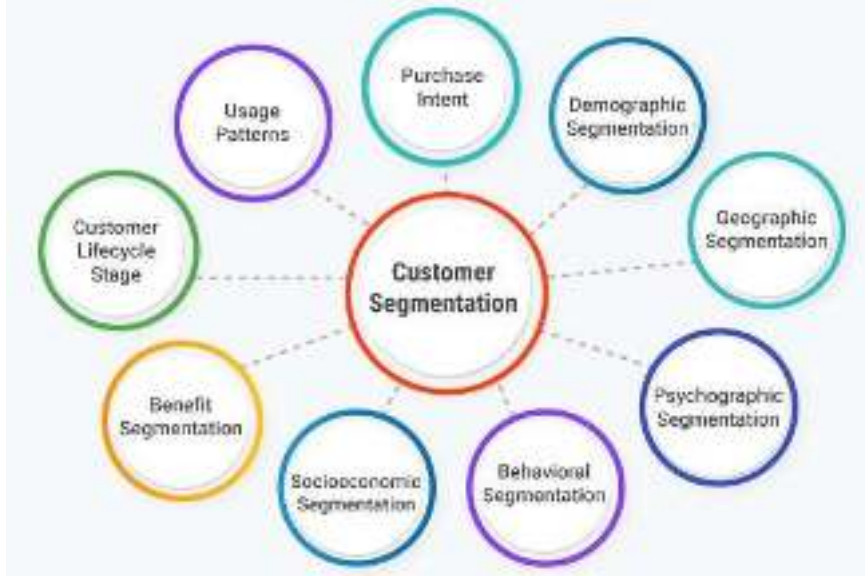 Purchase
Intent
Demographic
Segmentation
Geographic
Segmentation
Psychographic
Segmentation
Behavioral
Segmentation
Socioeconomic
Segmentation
Benefit
Segmentation
Customer
Lifecycle
Stage
Usage
Patterns
Customer
Segmentation